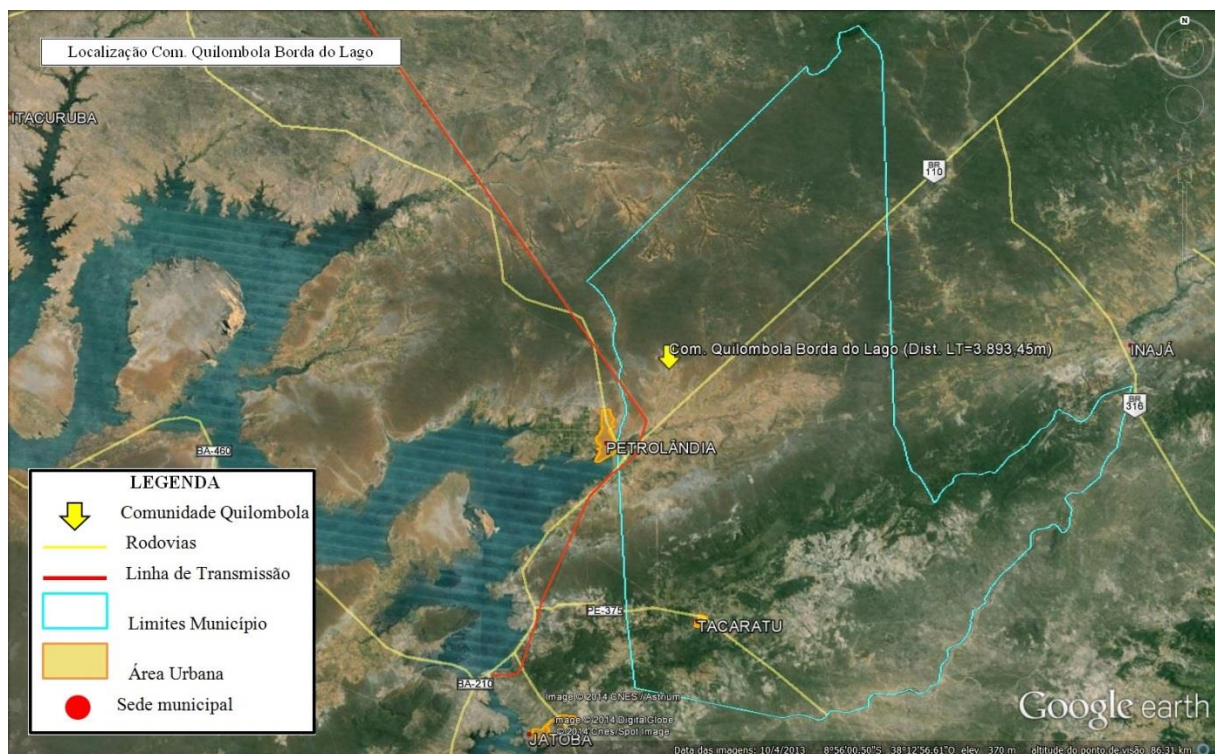 Localização Com. Quilombola Borda do Lago
N
ITACURUBA
BR
110
Com. Quilombola Borda do Lago (Dist. LT=3.893,45m)
INAJÁ
BR
316
PETROLÂNDIA
BA-460
LEGENDA
Comunidade Quilombola
Rodovias
Linha de Transmissão
Limites Município
Área Urbana
Sede municipal
PE-375
TACARATU
BA-210
Image © 2014 CNES / Astrium
Image © 2014 DigitalGlobe
© 2014 Cnes/Spot Image
JATOBÁ
Google earth
Data das imagens: 10/4/2013 8°56'00.50"S 38°12'56.61"O elev 370 m altitude do ponto de visão 86.31 km